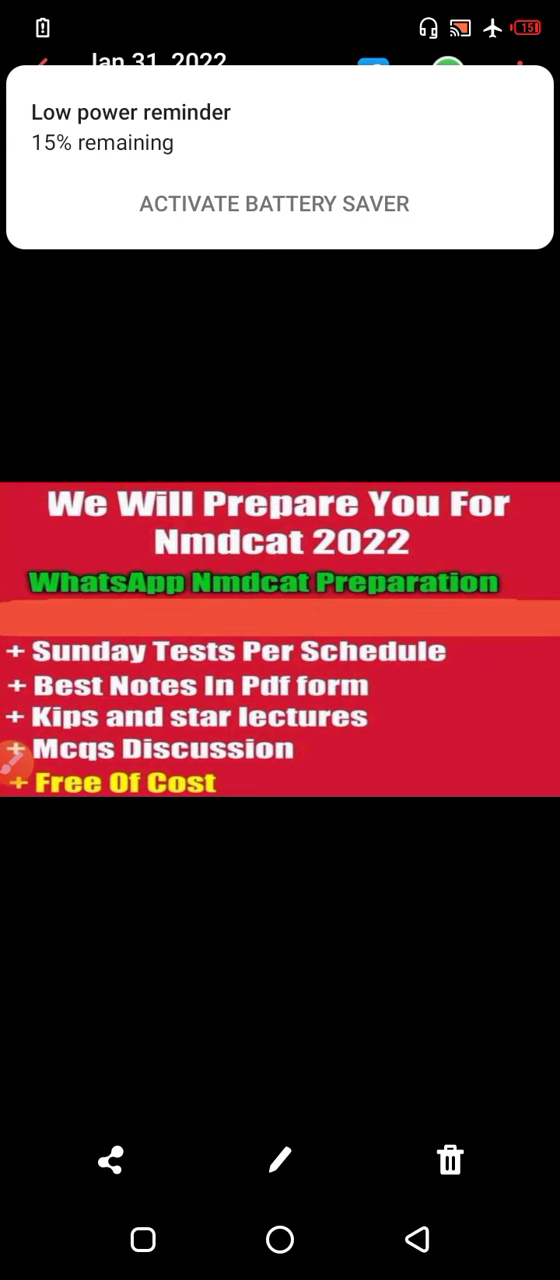 15
Jan 31, 2022
Low power reminder
15% remaining
ACTIVATE BATTERY SAVER
We Will Prepare You For
Nmdcat 2022
WhatsApp Nmdcat Preparation
+ Sunday Tests Per Schedule
+ Best Notes In Pdf form
+ Kips and star lectures
+ Mcqs Discussion
+ Free Of Cost